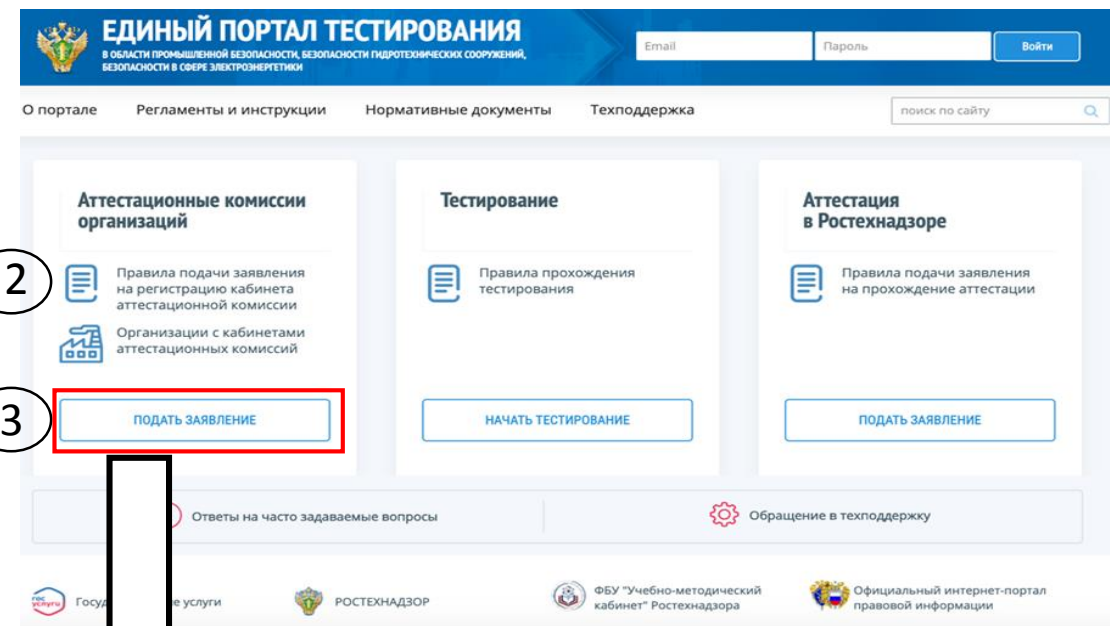 ЕДИНЫЙ ПОРТАЛ ТЕСТИРОВАНИЯ
В ОБЛАСТИ ПРОМЫШЛЕННОЙ БЕЗОПАСНОСТИ, БЕЗОПАСНОСТИ ГИДРОТЕХНИЧЕСКИХ СООРУЖЕНИЙ,
БЕЗОПАСНОСТИ В СФЕРЕ ЭЛЕКТРОЭНЕРГЕТИКИ
Email
Пароль
Войти
О портале
Регламенты и инструкции
Нормативные документы
Техподдержка
поиск по сайту
Аттестационные комиссии
организаций
2
Правила подачи заявления
на регистрацию кабинета
аттестационной комиссии
Организации с кабинетами
аттестационных комиссий
3
ПОДАТЬ ЗАЯВЛЕНИЕ
Тестирование
Правила прохождения
тестирования
НАЧАТЬ ТЕСТИРОВАНИЕ
Аттестация
в Ростехнадзоре
Правила подачи заявления
на прохождение аттестации
ПОДАТЬ ЗАЯВЛЕНИЕ
Ответы на часто задаваемые вопросы
Обращение в техподдержку
гос
услуги
услуги
РОСТЕХНАДЗОР
ФБУ "Учебно-методический
кабинет" Ростехнадзора
Официальный интернет-портал
правовой информации